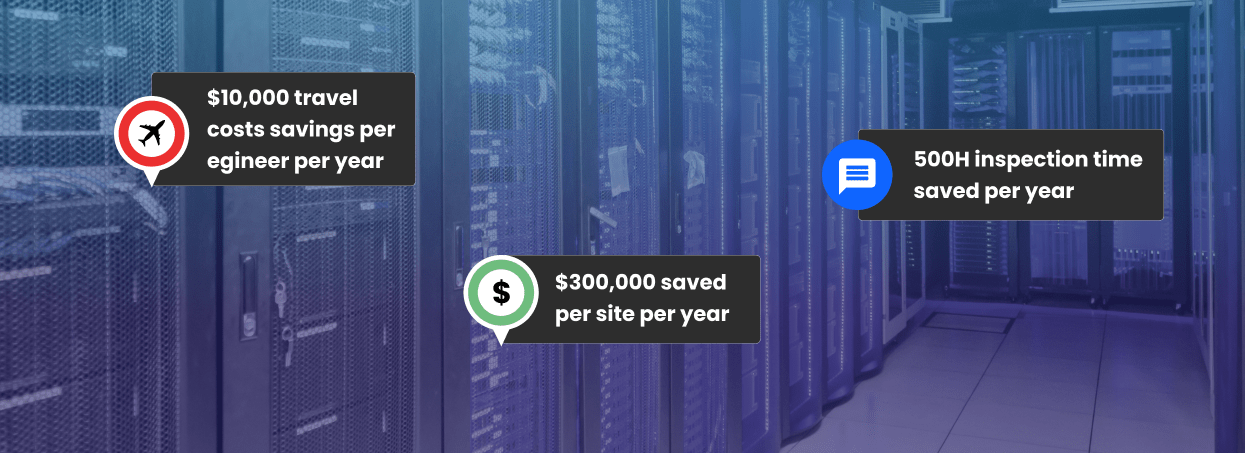 $10,000 travel
costs savings per
egineer per year
$300,000 saved
per site per year
500H inspection time
saved per year